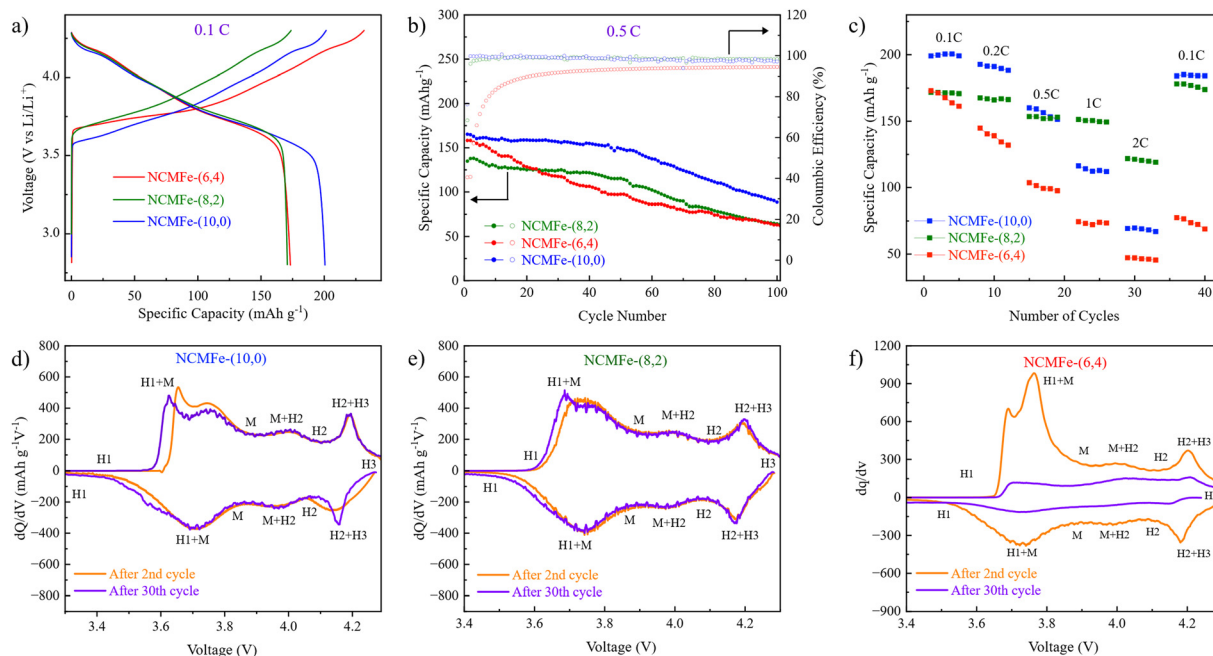 a)
0.1 C
Voltage (V vs Li/Li⁺)
4.0
3.5
3.0
NCMFe-(6,4)
NCMFe-(8,2)
NCMFe-(10,0)
0 50 100 150 200
Specific Capacity (mAh g⁻¹)
b)
0.5 C
Specific Capacity (mAhg⁻¹)
300
275
250
225
200
175
150
125
100
75
50
25
0
Coloumbic Efficiency (%)
120
100
80
60
40
20
0
NCMFe-(8,2)
NCMFe-(6,4)
NCMFe-(10,0)
0 20 40 60 80 100
Cycle Number
c)
Specific Capacity (mAh g⁻¹)
200
150
100
50
0.1C
0.2C
0.5C
1C
2C
0.1C
NCMFe-(10,0)
NCMFe-(8,2)
NCMFe-(6,4)
0 10 20 30 40
Number of Cycles
d)
NCMFe-(10,0)
dQ/dV (mAh g⁻¹V⁻¹)
800
600
400
200
0
−200
−400
−600
−800
H1+M
H1
M
M+H2
H2
H2+H3
H3
H1
H1+M
M
M+H2
H2
H2+H3
After 2nd cycle
After 30th cycle
3.4 3.6 3.8 4.0 4.2
Voltage (V)
e)
NCMFe-(8,2)
dQ/dV (mAh g⁻¹V⁻¹)
800
600
400
200
0
−200
−400
−600
−800
H1+M
H1
M
M+H2
H2
H2+H3
H3
H1
H1+M
M
M+H2
H2
H2+H3
After 2nd cycle
After 30th cycle
3.4 3.6 3.8 4.0 4.2
Voltage (V)
f)
NCMFe-(6,4)
dq/dv
1200
900
600
300
0
−300
−600
−900
H1+M
H1
M
M+H2
H2
H2+H3
H
H1
H1+M
M
M+H2
H2
H2+H3
After 2nd cycle
After 30th cycle
3.4 3.6 3.8 4.0 4.2
Voltage (V)